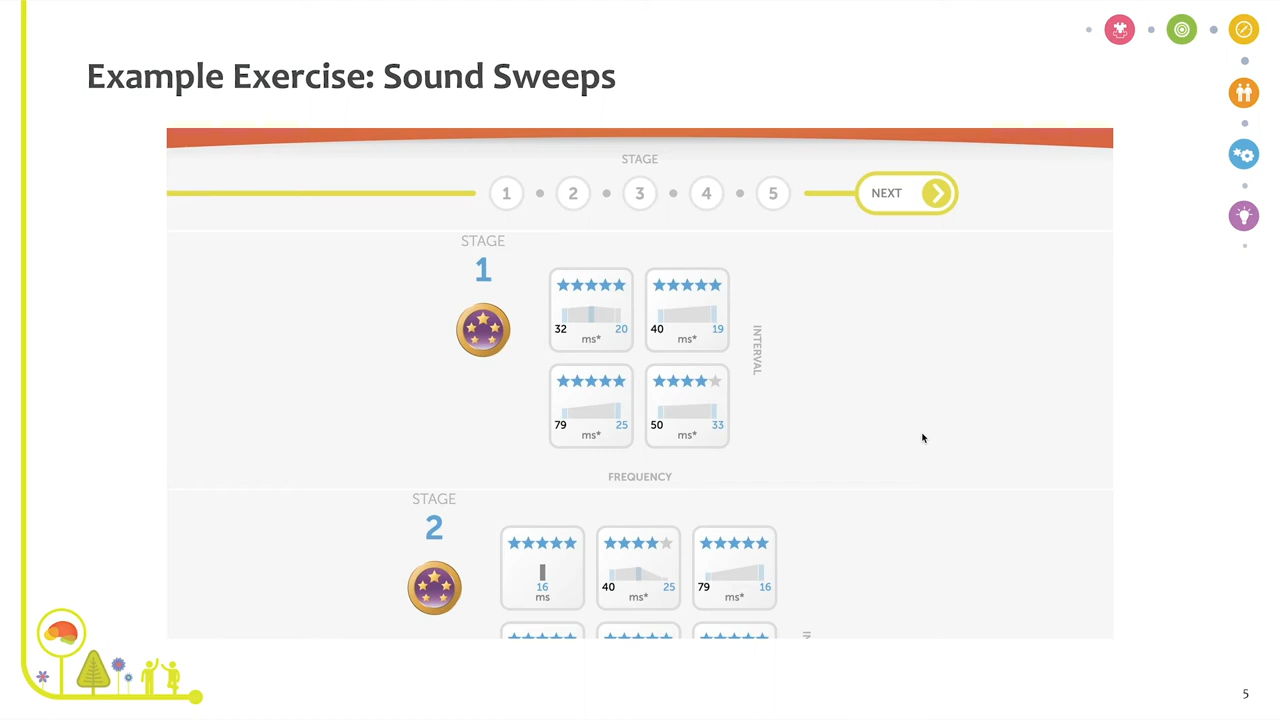 Example Exercise: Sound Sweeps
STAGE
1 2 3 4 5 NEXT
STAGE
1
32 20
ms*
40 19
ms*
INTERVAL
79 25
ms*
50 33
ms*
FREQUENCY
STAGE
2
16
ms
40 25
ms*
79 16
ms*
5